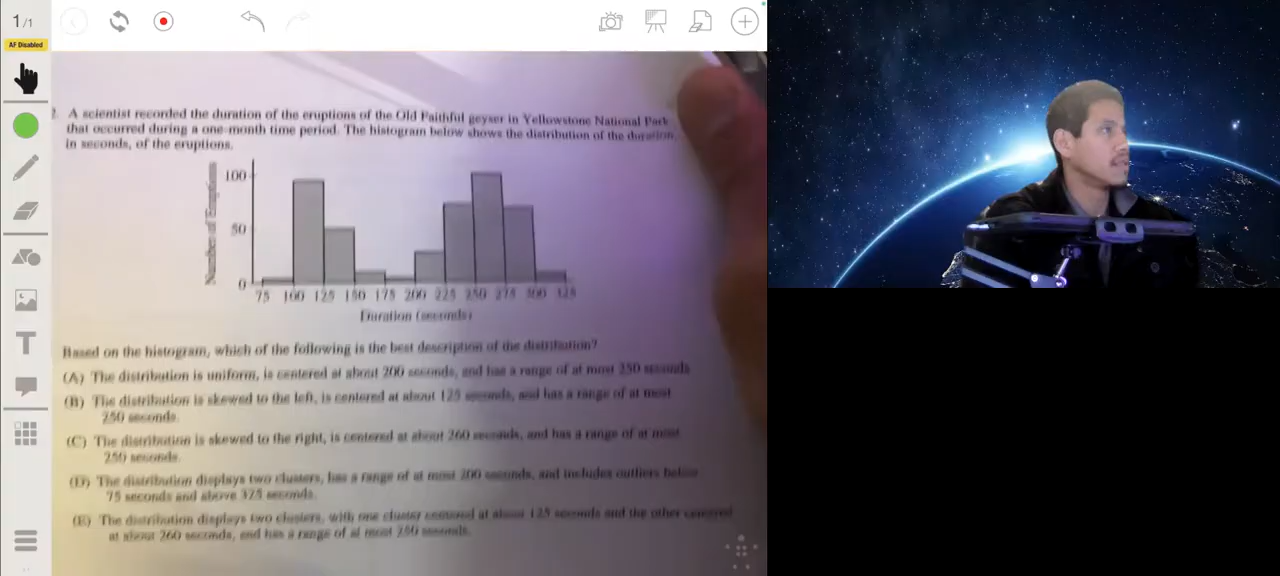 1/1
AF Disabled
A scientist recorded the duration of the eruptions of the Old Faithful geyser in Yellowstone National Park
that occurred during a one-month time period. The histogram below shows the distribution of the duration,
in seconds, of the eruptions.
Number of Eruptions
100
50
0
75 100 125 150 175 200 225 250 275 300 325
Duration (seconds)
Based on the histogram, which of the following is the best description of the distribution?
(A) The distribution is uniform, is centered at about 200 seconds, and has a range of at most 250 seconds
(B) The distribution is skewed to the left, is centered at about 125 seconds, and has a range of at most
250 seconds.
(C) The distribution is skewed to the right, is centered at about 260 seconds, and has a range of at most
250 seconds.
(D) The distribution displays two clusters, has a range of at most 200 seconds, and includes outliers below
75 seconds and above 325 seconds.
(E) The distribution displays two clusters, with one cluster centered at about 125 seconds and the other centered
at about 260 seconds, and has a range of at most 250 seconds.
T